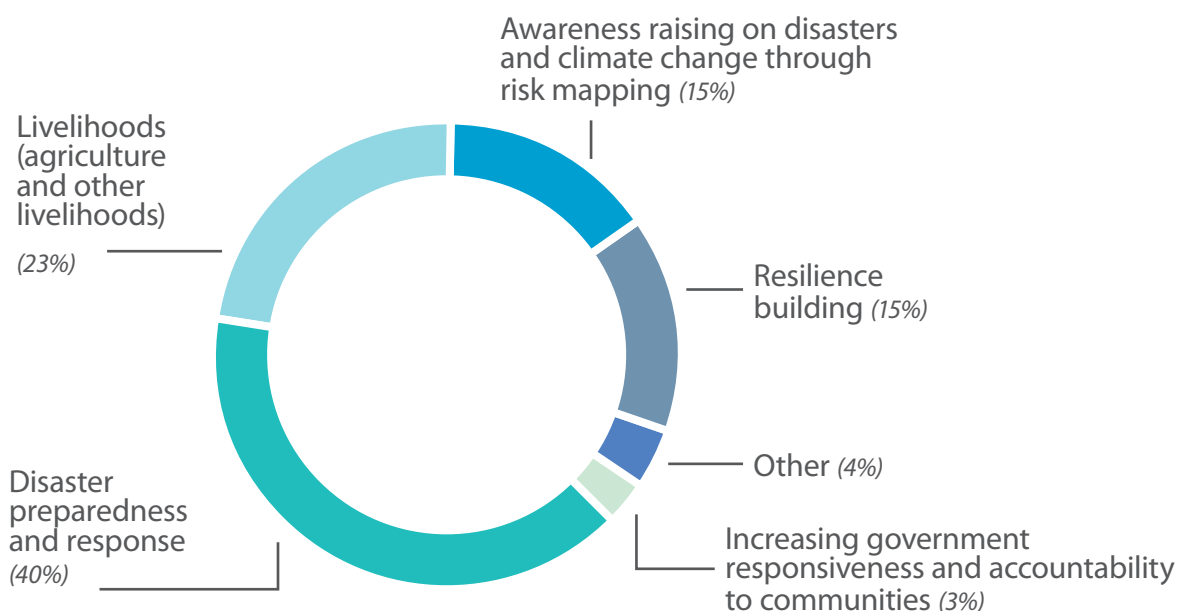 Awareness raising on disasters
and climate change through
risk mapping (15%)
Livelihoods
(agriculture
and other
livelihoods)
(23%)
Resilience
building (15%)
Other (4%)
Disaster
preparedness
and response
(40%)
Increasing government
responsiveness and accountability
to communities (3%)